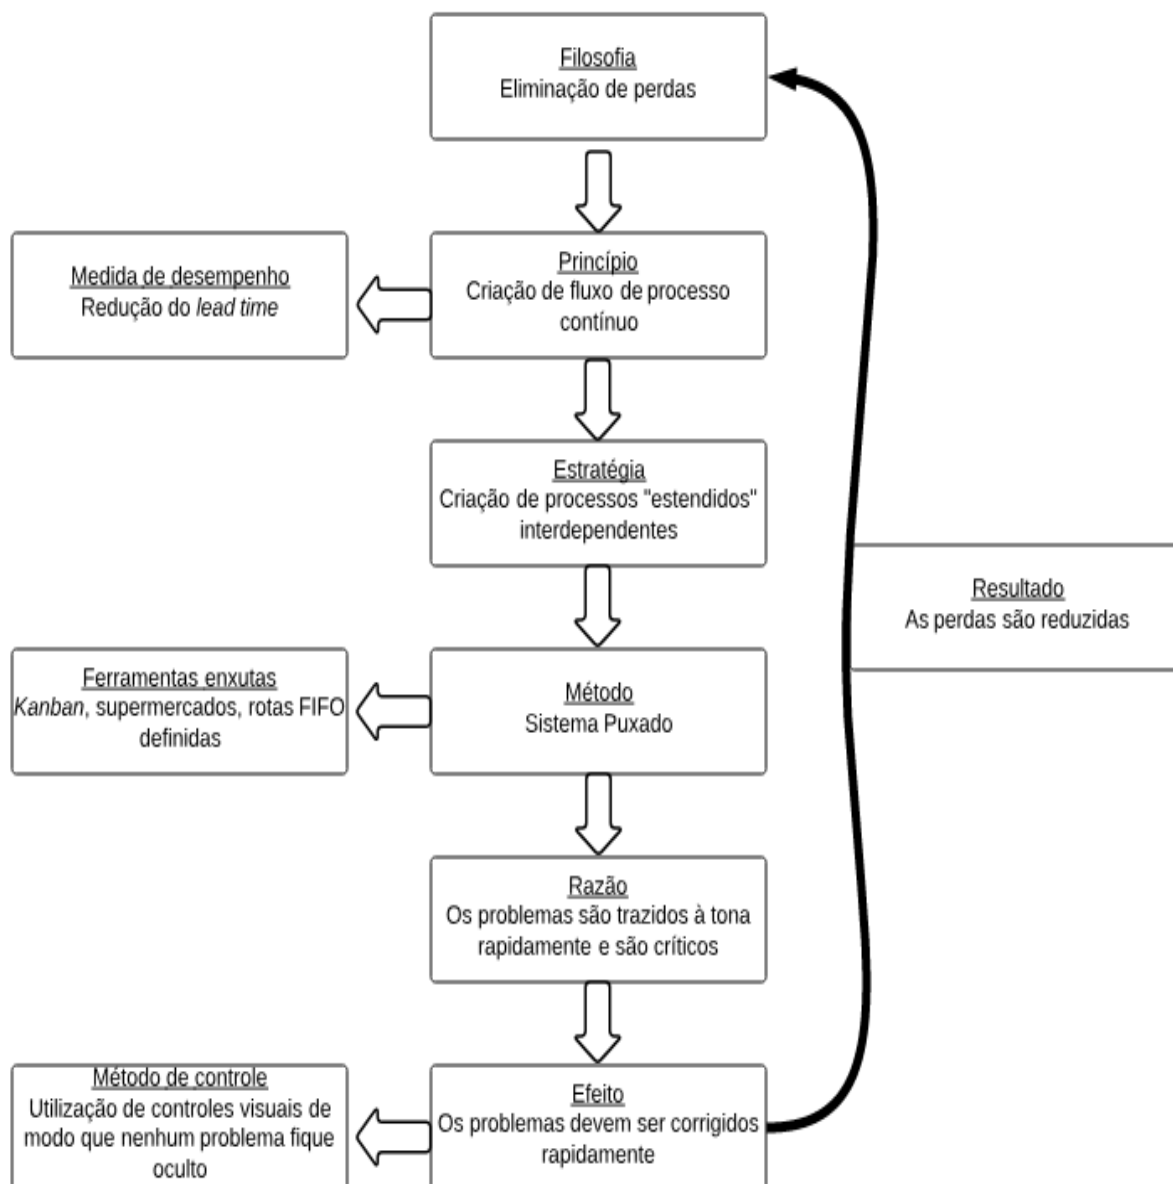 Filosofia
Eliminação de perdas
Medida de desempenho
Redução do lead time
Princípio
Criação de fluxo de processo
contínuo
Estratégia
Criação de processos "estendidos"
interdependentes
Resultado
As perdas são reduzidas
Ferramentas enxutas
Kanban, supermercados, rotas FIFO
definidas
Método
Sistema Puxado
Razão
Os problemas são trazidos à tona
rapidamente e são críticos
Método de controle
Utilização de controles visuais de
modo que nenhum problema fique
oculto
Efeito
Os problemas devem ser corrigidos
rapidamente